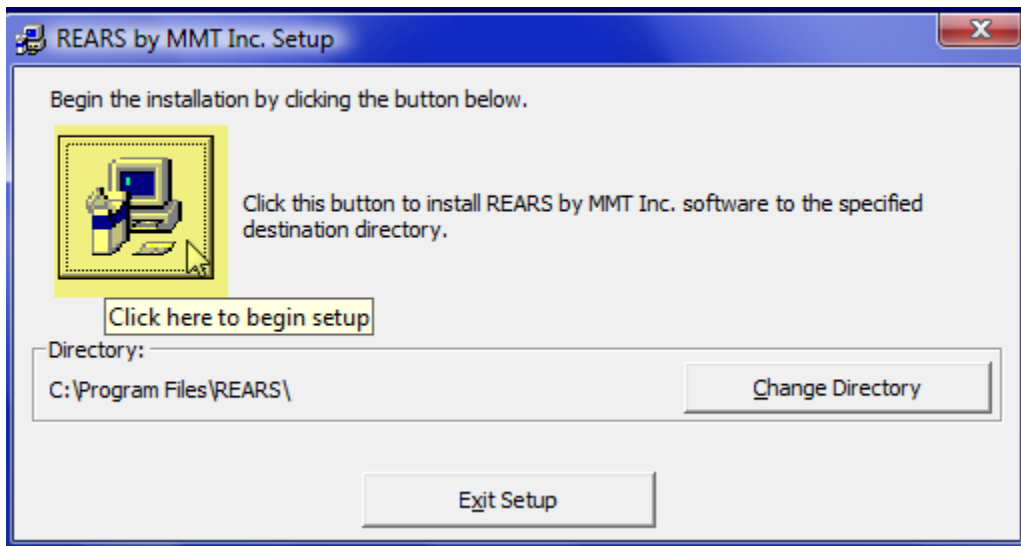 REARS by MMT Inc. Setup
Begin the installation by clicking the button below.
Click this button to install REARS by MMT Inc. software to the specified
destination directory.
Click here to begin setup
Directory:
C:\Program Files\REARS\
Change Directory
Exit Setup